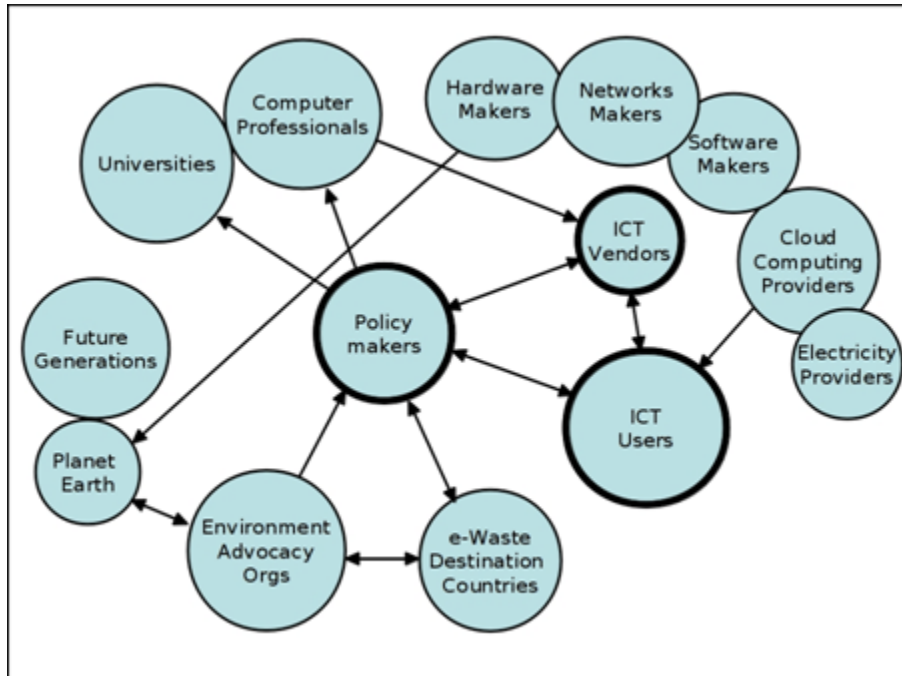 Computer
Professionals
Hardware
Makers
Networks
Makers
Software
Makers
Universities
ICT
Vendors
Cloud
Computing
Providers
Policy
makers
Future
Generations
Electricity
Providers
ICT
Users
Planet
Earth
Environment
Advocacy
Orgs
e-Waste
Destination
Countries